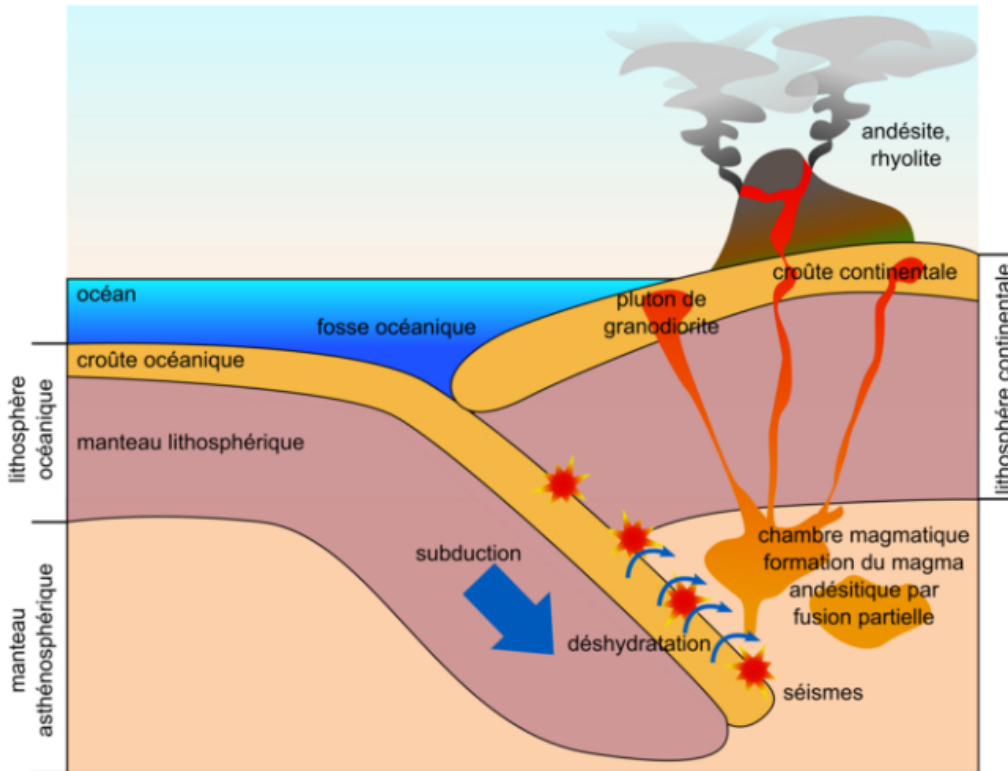 andésite,
rhyolite
croûte continentale
océan
fosse océanique
pluton de
granodiorite
croûte océanique
manteau lithosphérique
lithosphère
océanique
lithosphére continentale
subduction
chambre magmatique
formation du magma
andésitique par
fusion partielle
déshydratation
séismes
manteau
asthénosphérique